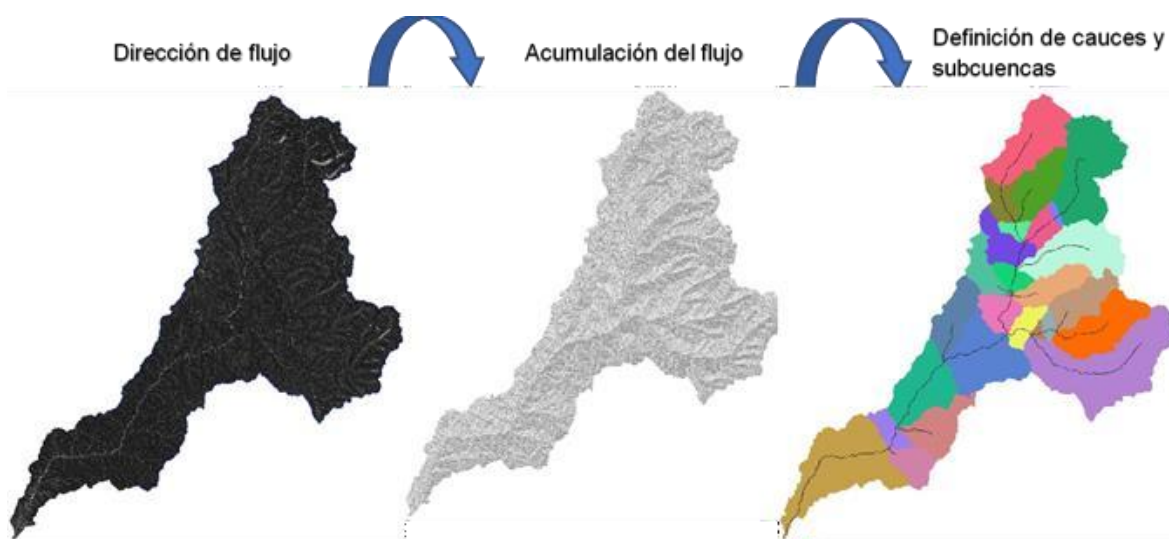 Dirección de flujo
Acumulación del flujo
Definición de cauces y
subcuencas